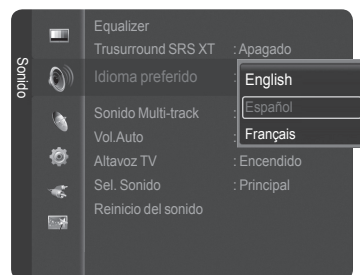 Sonido
Equalizer
Trusurround SRS XT : Apagado
Idioma preferido :
English
Español
Français
Sonido Multi-track :
Vol.Auto :
Altavoz TV : Encendido
Sel. Sonido : Principal
Reinicio del sonido